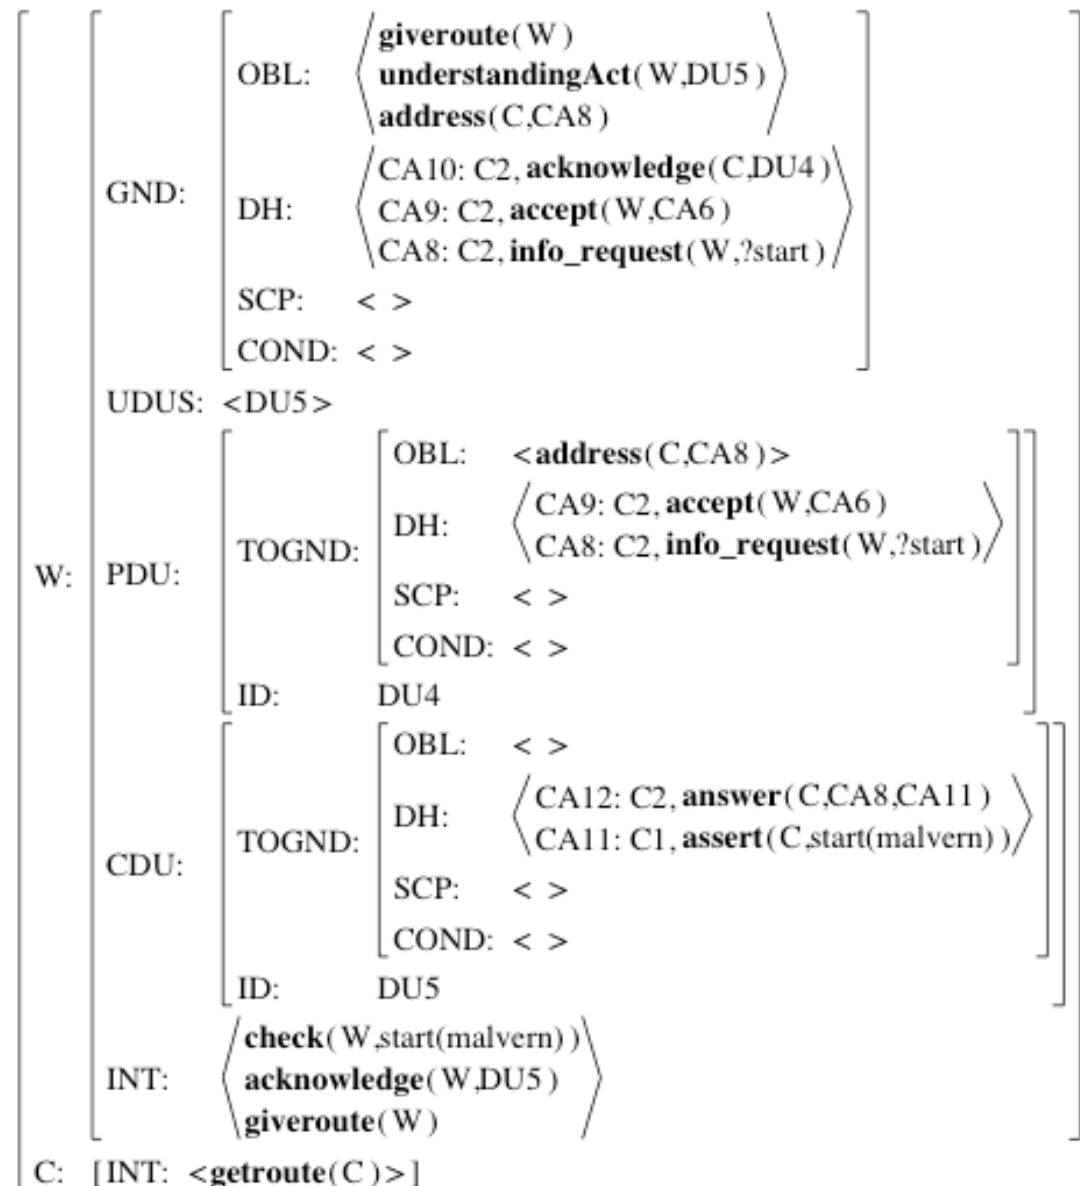 giveroute(W)
OBL: understandingAct(W,DU5)
address(C,CA8)
CA10: C2, acknowledge(C,DU4)
GND: DH: CA9: C2, accept(W,CA6)
CA8: C2, info_request(W,?start)
SCP: < >
COND: < >
UDUS: <DU5>
OBL: <address(C,CA8)>
CA9: C2, accept(W,CA6)
DH:
CA8: C2, info_request(W,?start)
TOGND:
W: PDU:
SCP: < >
COND: < >
ID: DU4
OBL: < >
CA12: C2, answer(C,CA8,CA11)
DH:
CA11: C1, assert(C,start(malvern))
TOGND:
CDU:
SCP: < >
COND: < >
ID: DU5
check(W,start(malvern))
INT: acknowledge(W,DU5)
giveroute(W)
C: [INT: <getroute(C)>]